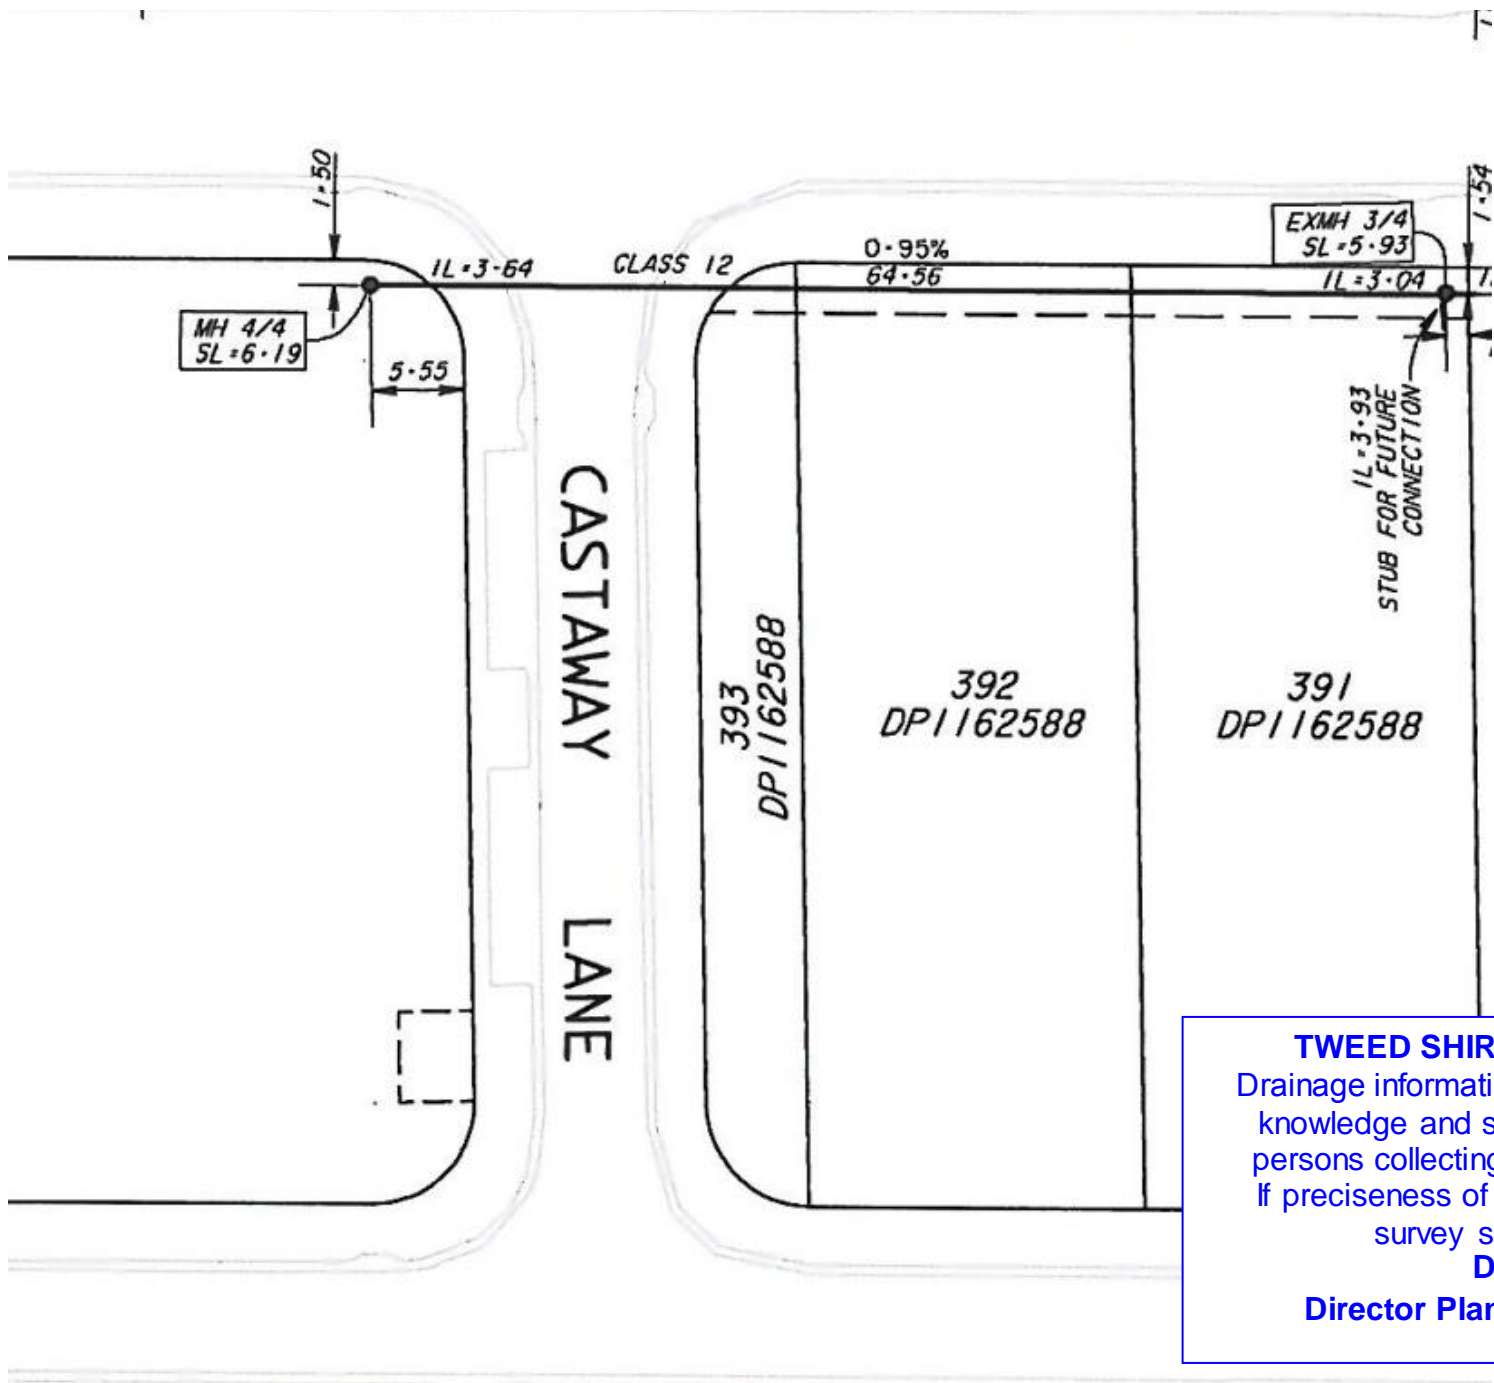 1·50
1·54
EXMH 3/4
SL=5·93
0·95%
IL=3·64
CLASS 12
64·56
IL=3·04
MH 4/4
SL=6·19
5·55
IL=3·93
STUB FOR FUTURE
CONNECTION
CASTAWAY LANE
393
DP1162588
392
DP1162588
391
DP1162588
TWEED SHIR
Drainage informati
knowledge and s
persons collecting
If preciseness of
survey s
D
Director Plan